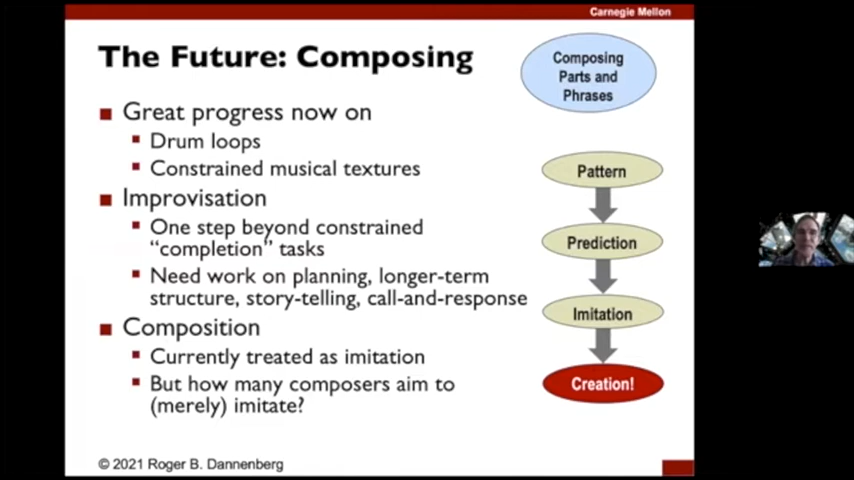 Carnegie Mellon
The Future: Composing
Great progress now on
Drum loops
Constrained musical textures
Improvisation
One step beyond constrained
“completion” tasks
Need work on planning, longer-term
structure, story-telling, call-and-response
Composition
Currently treated as imitation
But how many composers aim to
(merely) imitate?
Composing
Parts and
Phrases
Pattern
Prediction
Imitation
Creation!
© 2021 Roger B. Dannenberg